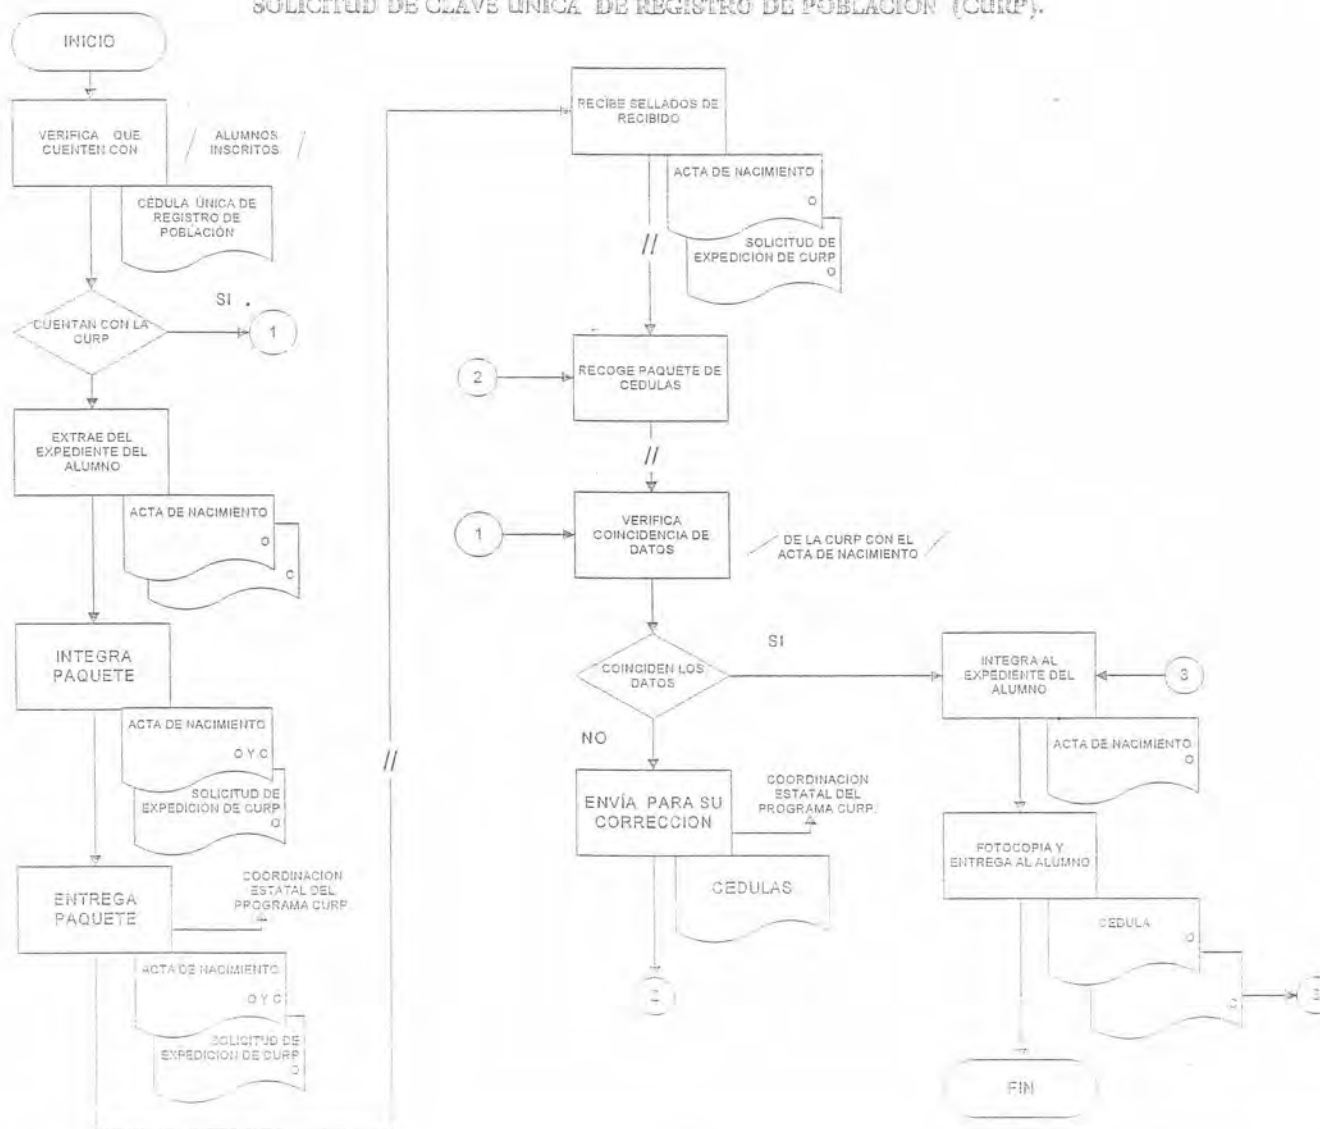 SOLICITUD DE CLAVE UNICA DE REGISTRO DE POBLACION (CURP).
INICIO
VERIFICA QUE
CUENTEN CON
ALUMNOS
INSCRITOS
CÉDULA ÚNICA DE
REGISTRO DE
POBLACIÓN
SI .
CUENTAN CON LA
CURP
1
EXTRAE DEL
EXPEDIENTE DEL
ALUMNO
ACTA DE NACIMIENTO
O
C
INTEGRA
PAQUETE
ACTA DE NACIMIENTO
O Y C
SOLICITUD DE
EXPEDICIÓN DE CURP
O
ENTREGA
PAQUETE
COORDINACION
ESTATAL DEL
PROGRAMA CURP.
ACTA DE NACIMIENTO
O Y C
SOLICITUD DE
EXPEDICIÓN DE CURP
O
//
RECIBE SELLADOS DE
RECIBIDO
ACTA DE NACIMIENTO
O
SOLICITUD DE
EXPEDICIÓN DE CURP
O
//
2
RECOGE PAQUETE DE
CEDULAS
//
1
VERIFICA
COINCIDENCIA DE
DATOS
DE LA CURP CON EL
ACTA DE NACIMIENTO
COINCIDEN LOS
DATOS
SI
NO
ENVÍA PARA SU
CORRECCION
COORDINACION
ESTATAL DEL
PROGRAMA CURP.
CEDULAS
2
INTEGRA AL
EXPEDIENTE DEL
ALUMNO
3
ACTA DE NACIMIENTO
O
FOTOCOPIA Y
ENTREGA AL ALUMNO
CEDULA
O
C
3
FIN